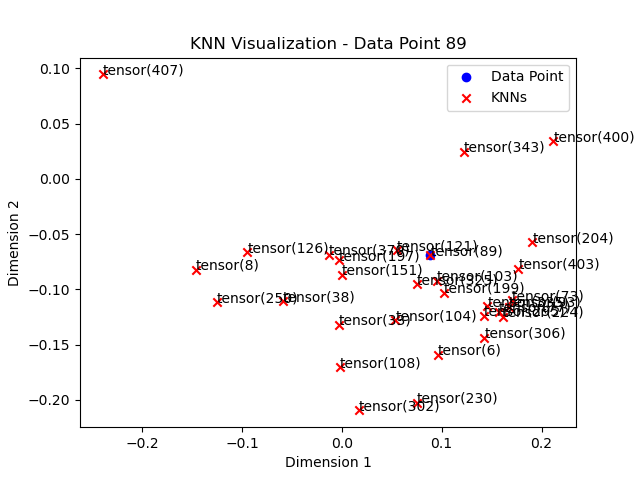 KNN Visualization - Data Point 89
Data Point
KNNs
0.10
0.05
0.00
−0.05
−0.10
−0.15
−0.20
Dimension 2
tensor(407)
tensor(400)
tensor(343)
tensor(204)
tensor(121)
tensor(126)
tensor(89)
tensor(197)
tensor(8)
tensor(403)
tensor(151)
tensor(103)
tensor(199)
tensor(38)
tensor(73)
tensor(104)
tensor(224)
tensor(306)
tensor(6)
tensor(108)
tensor(230)
tensor(302)
−0.2
−0.1
0.0
0.1
0.2
Dimension 1